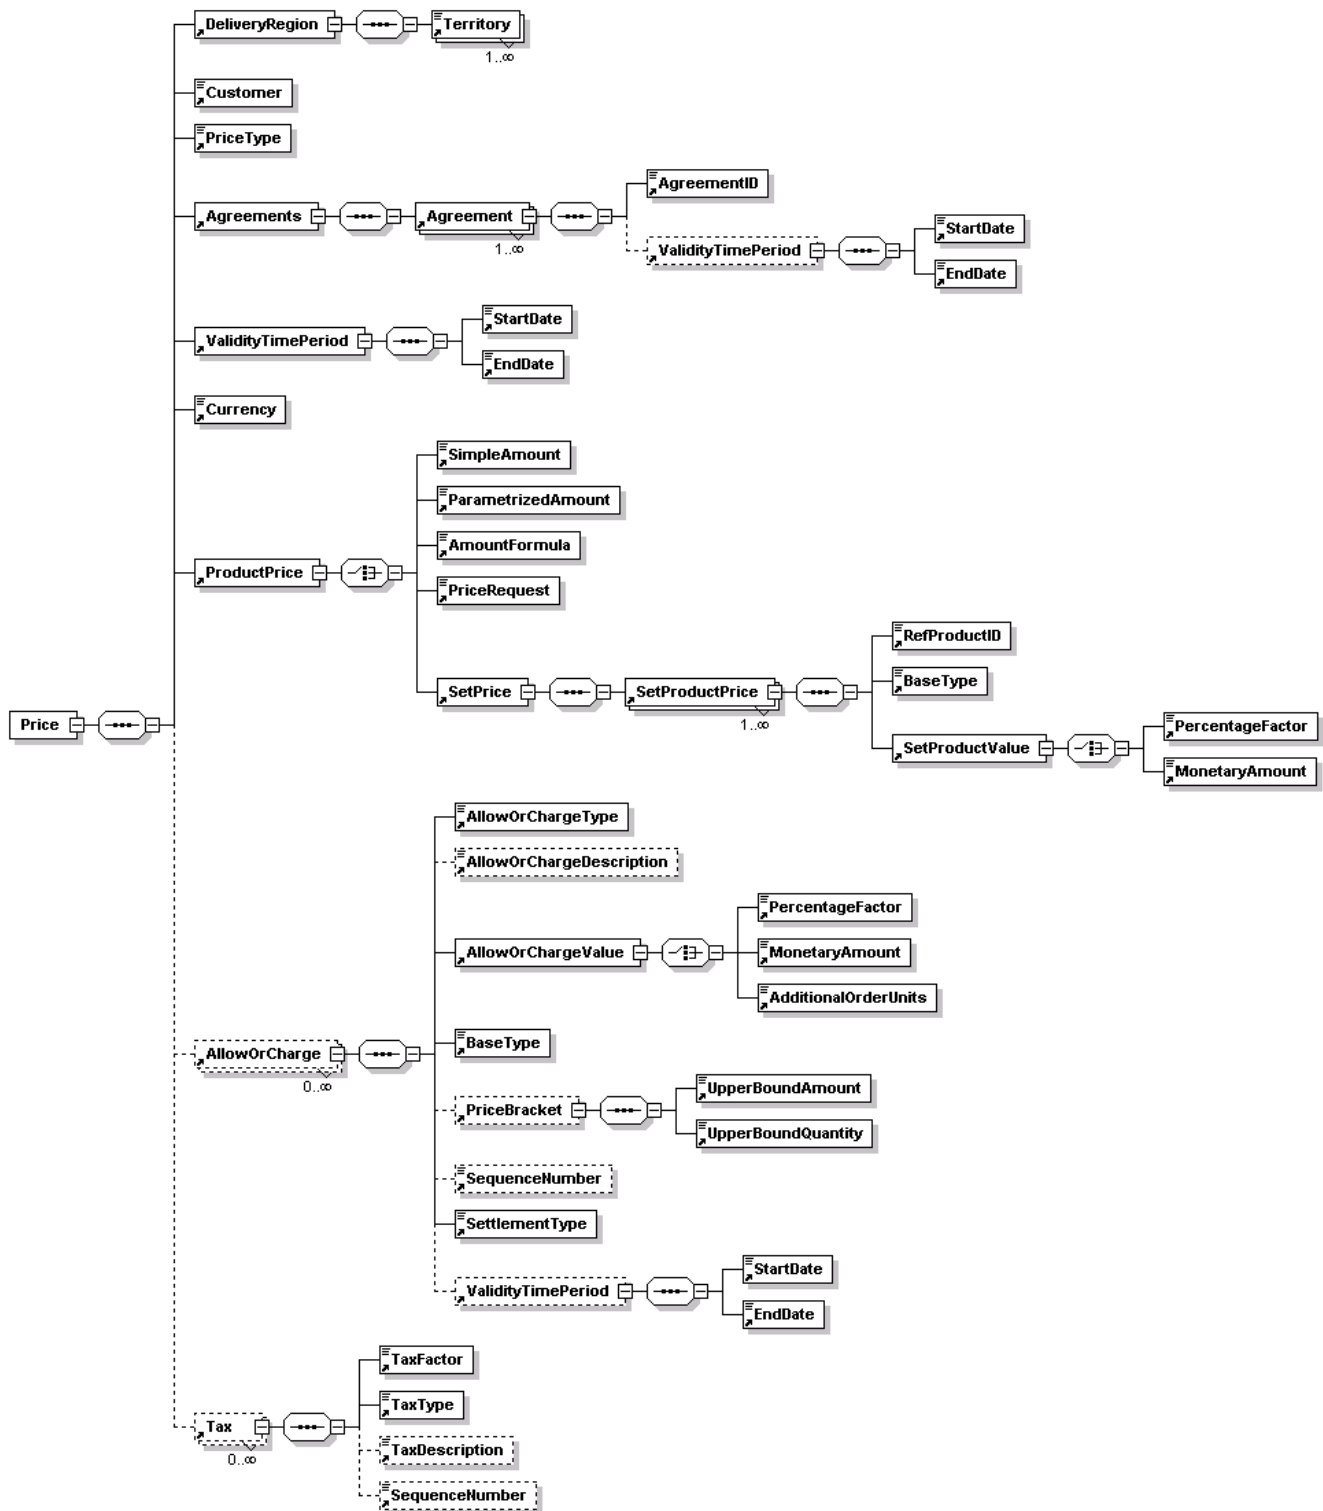 DeliveryRegion
Territory
1..∞
Customer
PriceType
AgreementID
Agreements
Agreement
1..∞
StartDate
ValidityTimePeriod
EndDate
StartDate
ValidityTimePeriod
EndDate
Currency
SimpleAmount
ParametrizedAmount
AmountFormula
ProductPrice
PriceRequest
RefProductID
BaseType
SetPrice
SetProductPrice
1..∞
Price
PercentageFactor
SetProductValue
MonetaryAmount
AllowOrChargeType
AllowOrChargeDescription
PercentageFactor
AllowOrChargeValue
MonetaryAmount
AdditionalOrderUnits
BaseType
AllowOrCharge
0..∞
UpperBoundAmount
PriceBracket
UpperBoundQuantity
SequenceNumber
SettlementType
StartDate
ValidityTimePeriod
EndDate
TaxFactor
TaxType
Tax
0..∞
TaxDescription
SequenceNumber